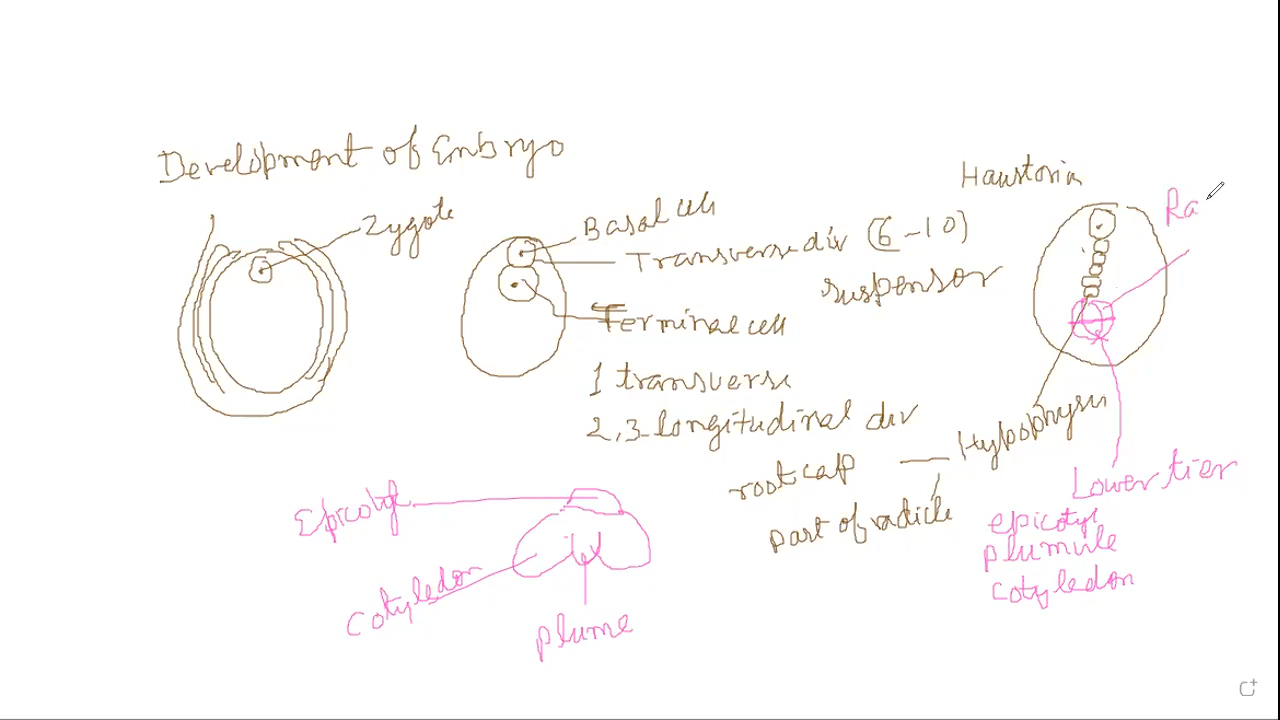 Development of Embryo
Zygote
Basal cell
Transverse div (6-10)
suspensor
Terminal cell
1 transverse
2,3-longitudinal div
Haustoria
Ra
root cap
Hypophysis
part of radicle
Lower tier
epicotyl
plumule
cotyledon
Epicotyl
cotyledon
plume